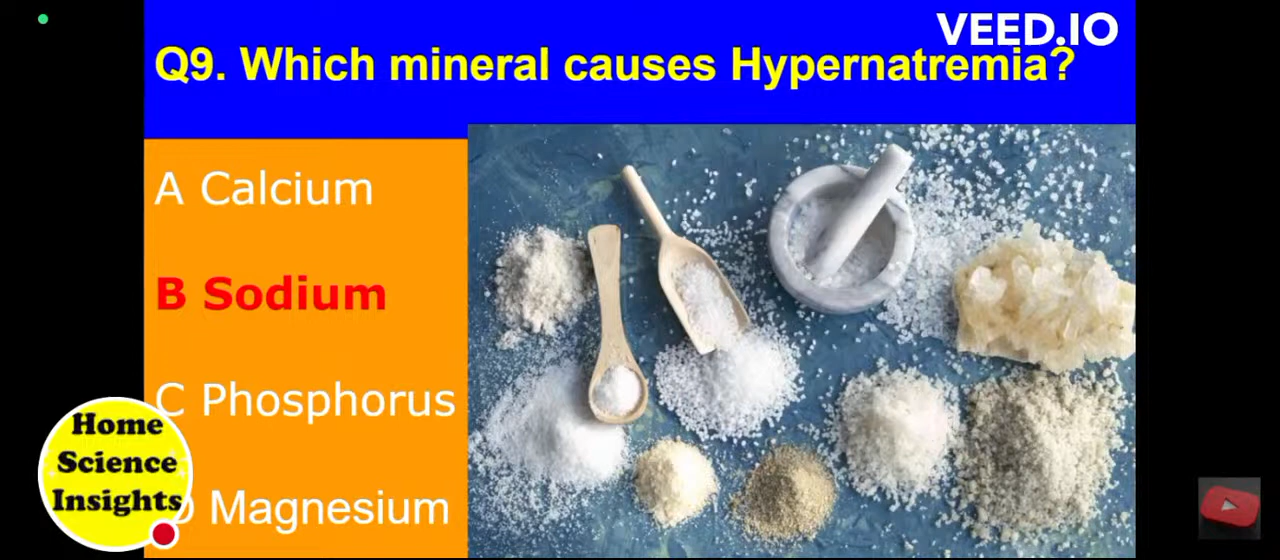 VEED.IO
Q9. Which mineral causes Hypernatremia?
A Calcium
B Sodium
C Phosphorus
D Magnesium
Home
Science
Insights